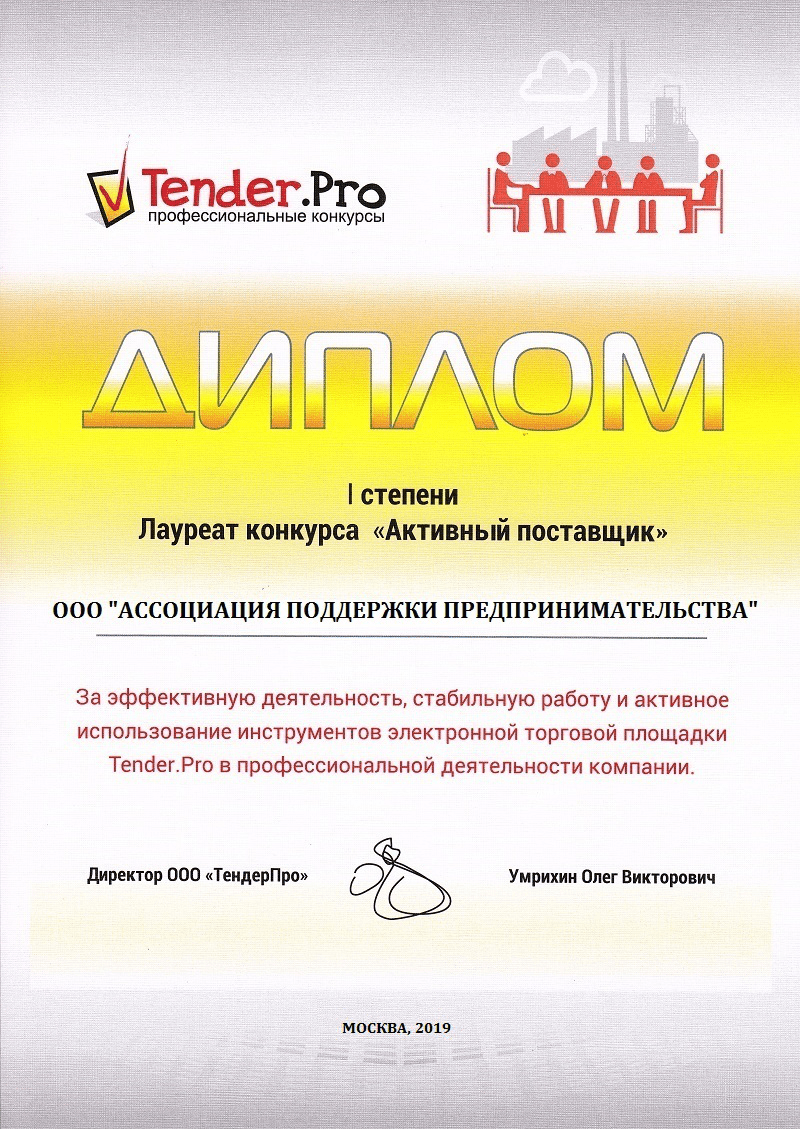 Tender.Pro
профессиональные конкурсы
ДИПЛОМ
I степени
Лауреат конкурса «Активный поставщик»
ООО "АССОЦИАЦИЯ ПОДДЕРЖКИ ПРЕДПРИНИМАТЕЛЬСТВА"
За эффективную деятельность, стабильную работу и активное
использование инструментов электронной торговой площадки
Tender.Pro в профессиональной деятельности компании.
Директор ООО «ТендерПро»
Умрихин Олег Викторович
МОСКВА, 2019